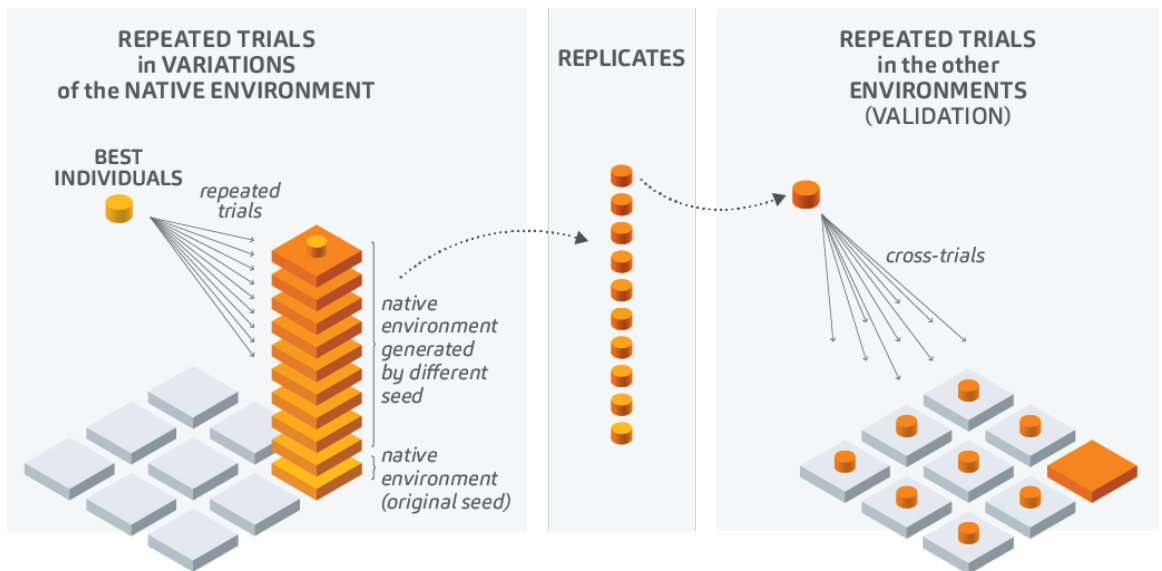 REPEATED TRIALS
in VARIATIONS
of the NATIVE ENVIRONMENT
BEST
INDIVIDUALS
repeated
trials
native
environment
generated
by different
seed
native
environment
(original seed)
REPLICATES
REPEATED TRIALS
in the other
ENVIRONMENTS
(VALIDATION)
cross-trials